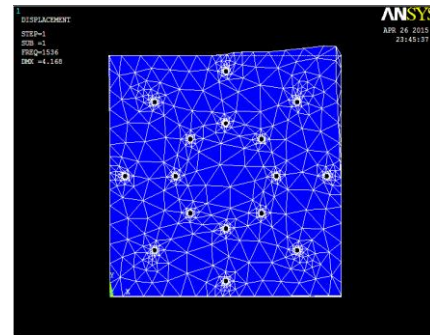 1
DISPLACEMENT
STEP=1
SUB =1
FREQ=1536
DMX =4.168
ANSYS
APR 26 2015
23:45:37
Y
X